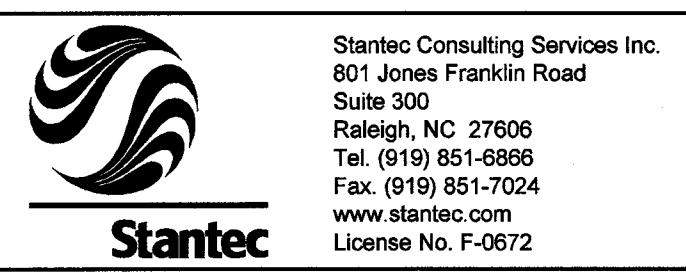 Stantec
Stantec Consulting Services Inc.
801 Jones Franklin Road
Suite 300
Raleigh, NC 27606
Tel. (919) 851-6866
Fax. (919) 851-7024
www.stantec.com
License No. F-0672